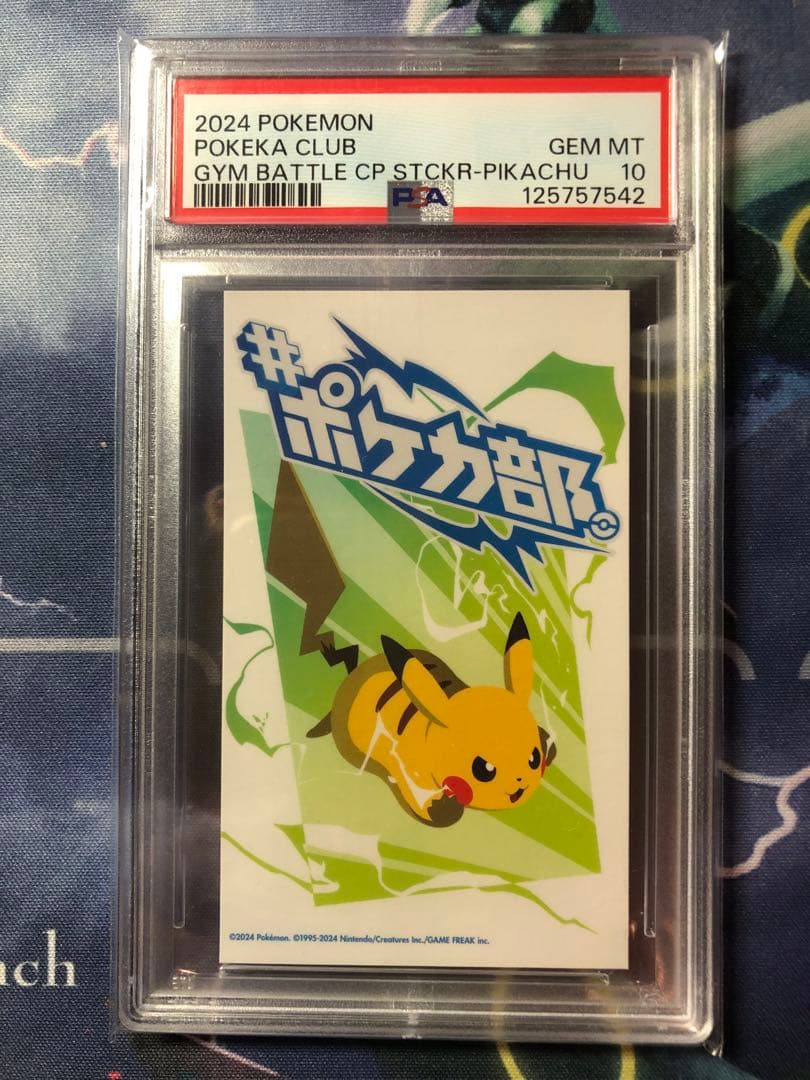 2024 POKEMON
POKEKA CLUB GEM MT
GYM BATTLE CP STCKR-PIKACHU 10
PSA 125757542
#ポケカ部。
©2024 Pokémon. ©1995-2024 Nintendo/Creatures Inc./GAME FREAK inc.
nch